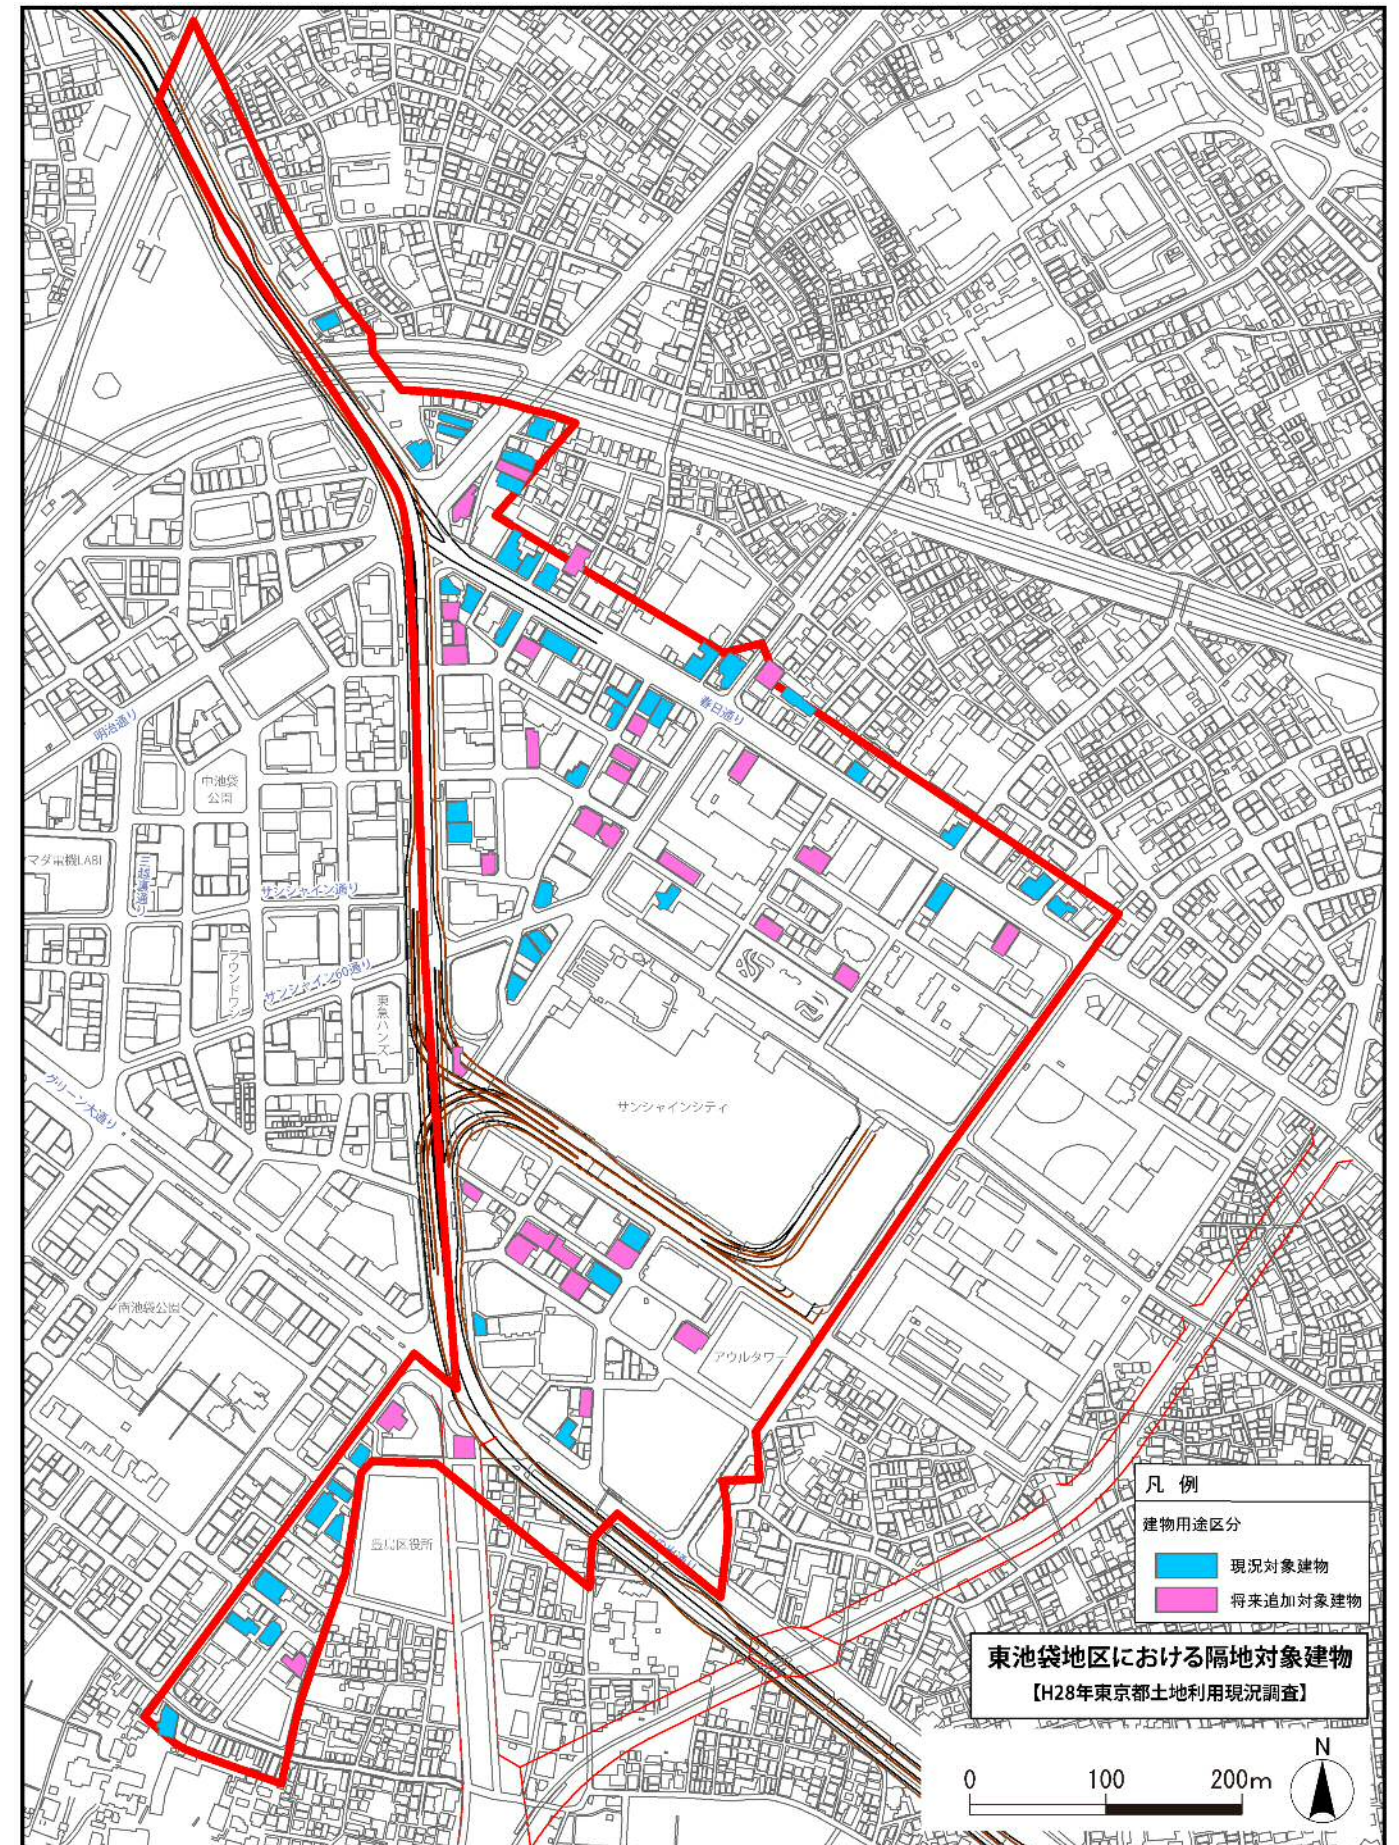 春日通り
明治通り
中池袋
公園
マダ電機LABI
三越裏通り
サンシャイン通り
ラウンドワン
サンシャイン60通り
東急ハンズ
グリーン大通り
サンシャインシティ
南池袋公園
アウルタワー
豊島区役所
凡 例
建物用途区分
現況対象建物
将来追加対象建物
東池袋地区における隔地対象建物
【H28年東京都土地利用現況調査】
0 100 200m
N